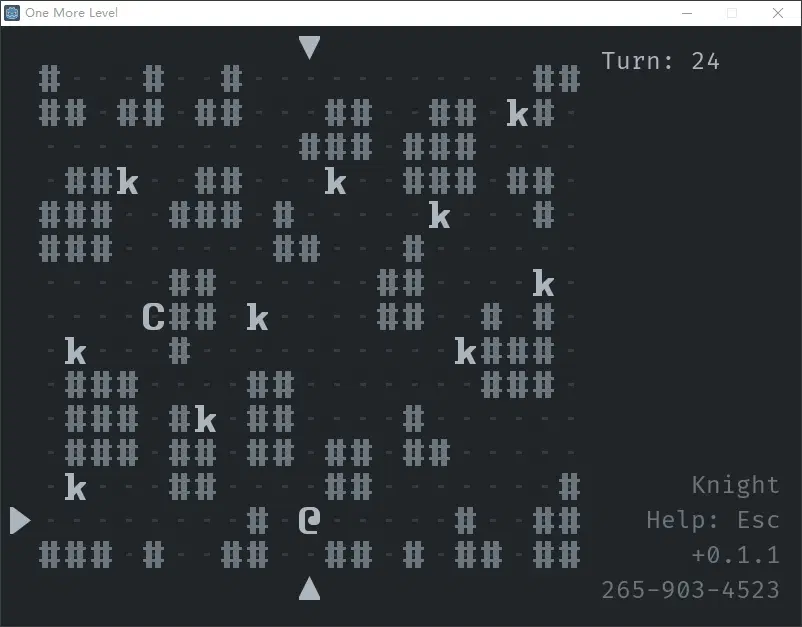 One More Level
Turn: 24
#---#--#-----------##
##-##-##---##--##-k#-
----------###-###----
-##k--##---k--###-##-
###--###-#-----k---#-
###------##---#------
-----##------##----k-
----C##-k----##--#-#-
-k---#----------k###-
-###----##-------###-
-###-#k-##----#------
-###-##-##-##-##-----
-k---##----##-------#
--------#-@-----#--##
###-#--##--##-#-##-##
Knight
Help: Esc
+0.1.1
265-903-4523